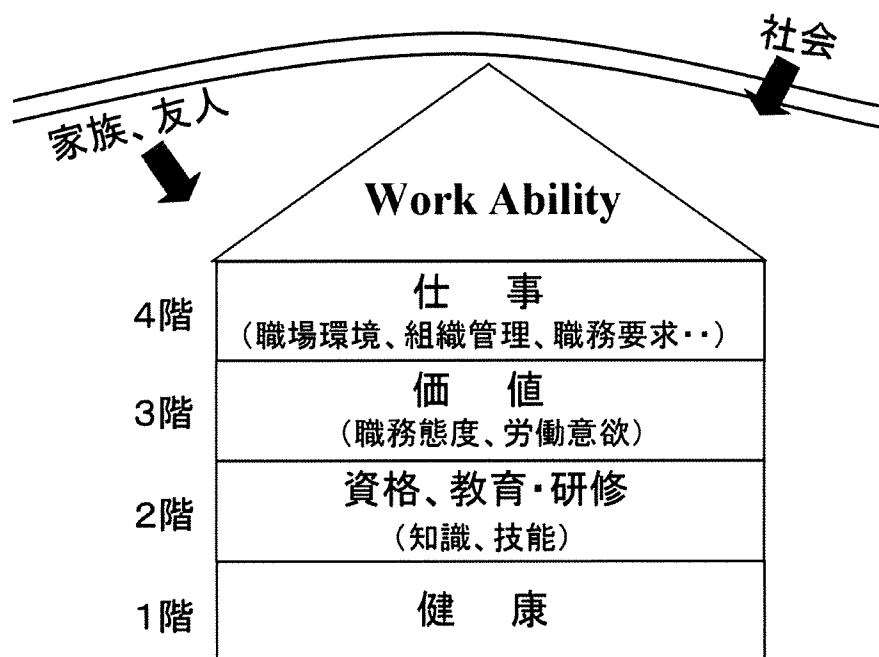 社会
家族、友人
Work Ability
4階
仕　事
(職場環境、組織管理、職務要求・・)
3階
価　値
(職務態度、労働意欲)
2階
資格、教育・研修
(知識、技能)
1階
健　康